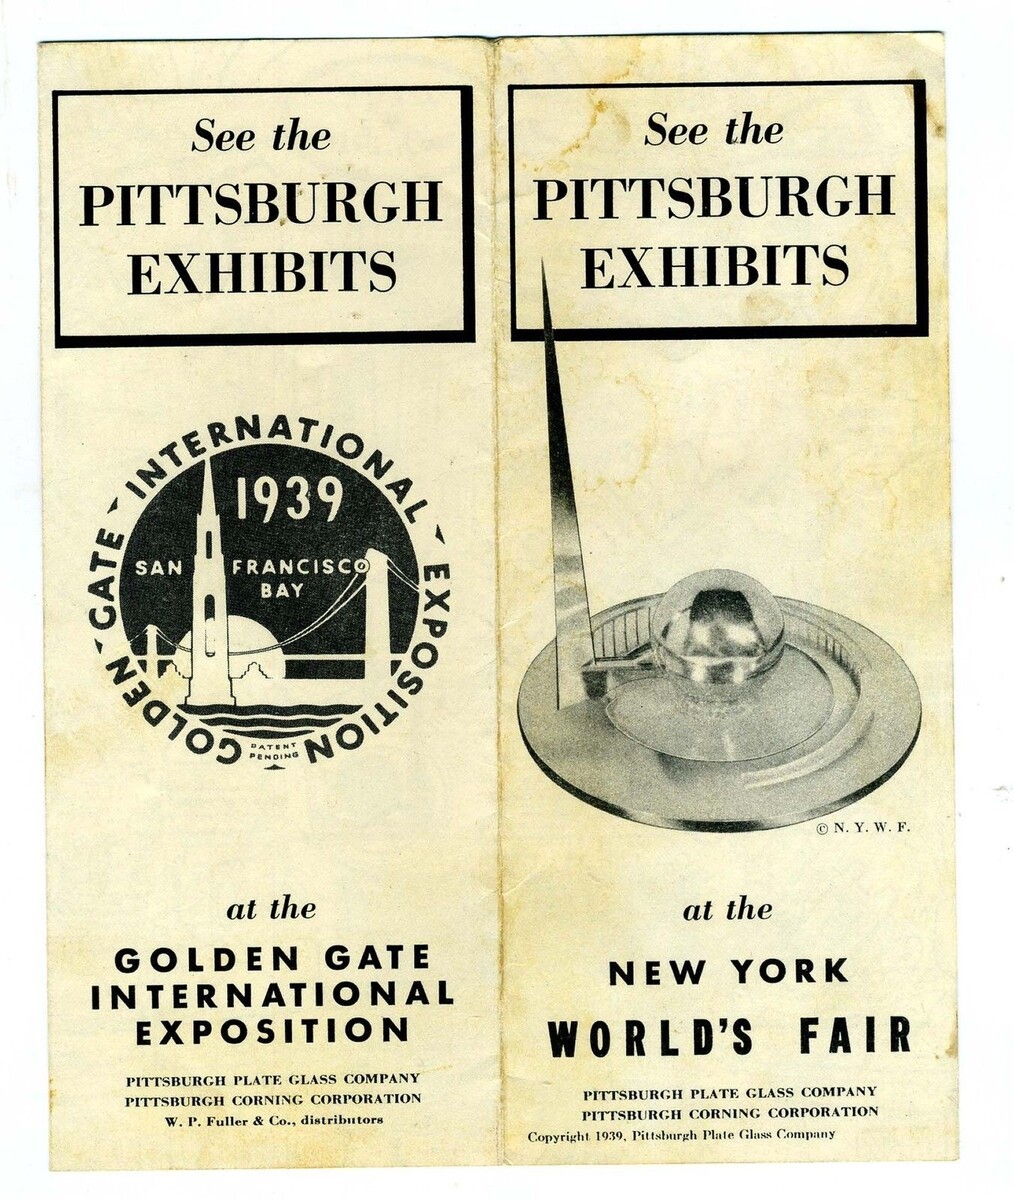 See the
PITTSBURGH
EXHIBITS
GOLDEN GATE INTERNATIONAL EXPOSITION
1939
SAN FRANCISCO
BAY
PATENT
PENDING
at the
GOLDEN GATE
INTERNATIONAL
EXPOSITION
PITTSBURGH PLATE GLASS COMPANY
PITTSBURGH CORNING CORPORATION
W. P. Fuller & Co., distributors
See the
PITTSBURGH
EXHIBITS
© N. Y. W. F.
at the
NEW YORK
WORLD'S FAIR
PITTSBURGH PLATE GLASS COMPANY
PITTSBURGH CORNING CORPORATION
Copyright 1939, Pittsburgh Plate Glass Company